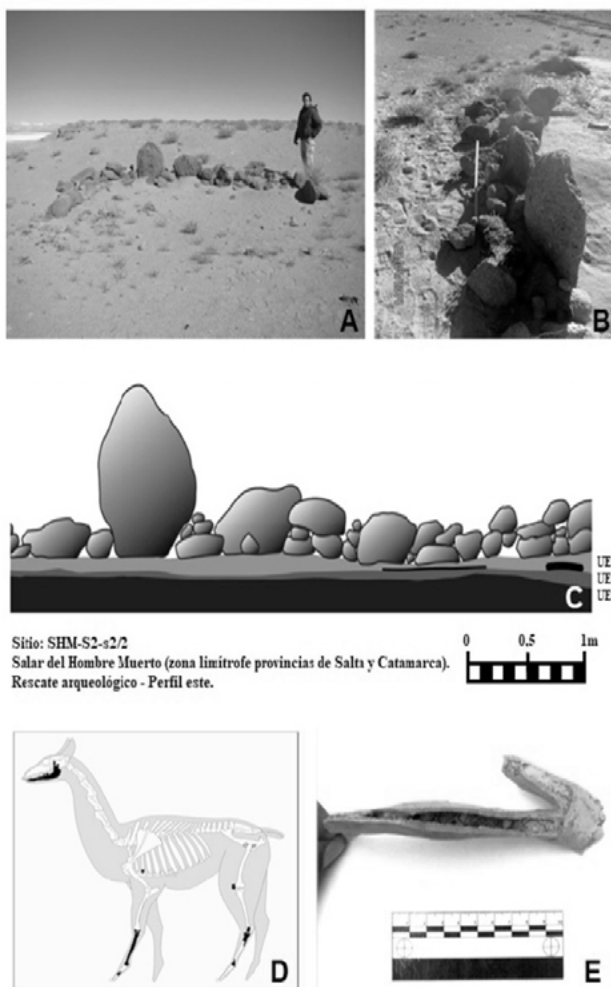 A
B
UE
UE
UE
C
Sitio: SHM-S2-s2/2
Salar del Hombre Muerto (zona limítrofe provincias de Salta y Catamarca).
Rescate arqueológico - Perfil este.
0 0.5 1m
D
E